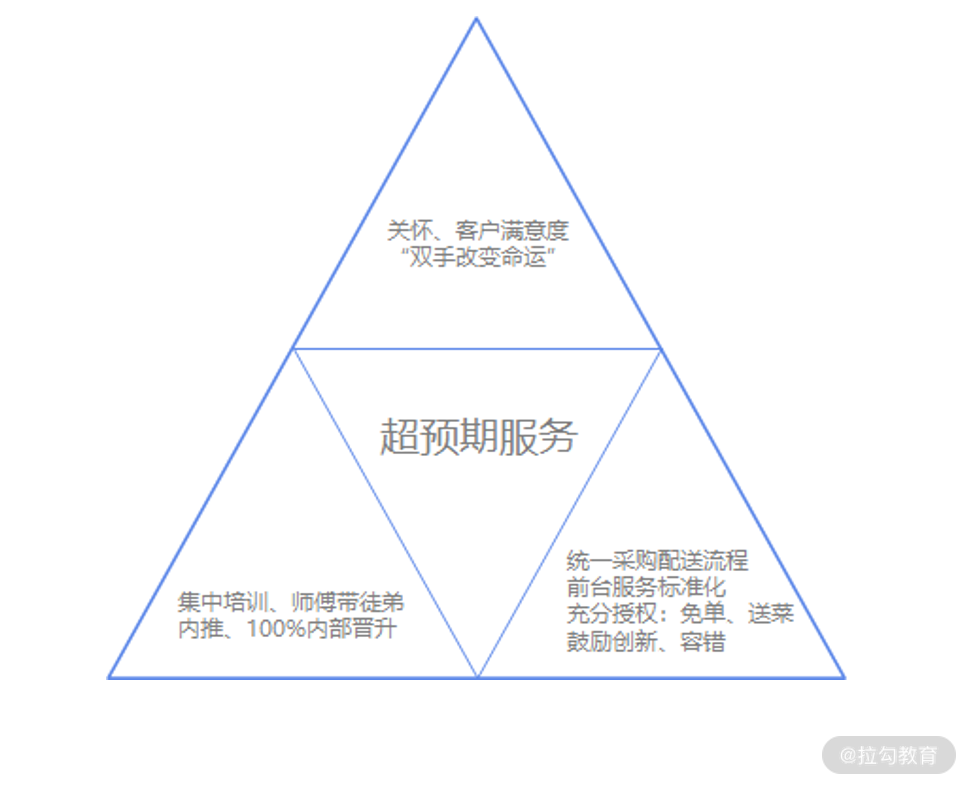 关怀、客户满意度
“双手改变命运”
超预期服务
集中培训、师傅带徒弟
内推、100%内部晋升
统一采购配送流程
前台服务标准化
充分授权：免单、送菜
鼓励创新、容错
@拉勾教育